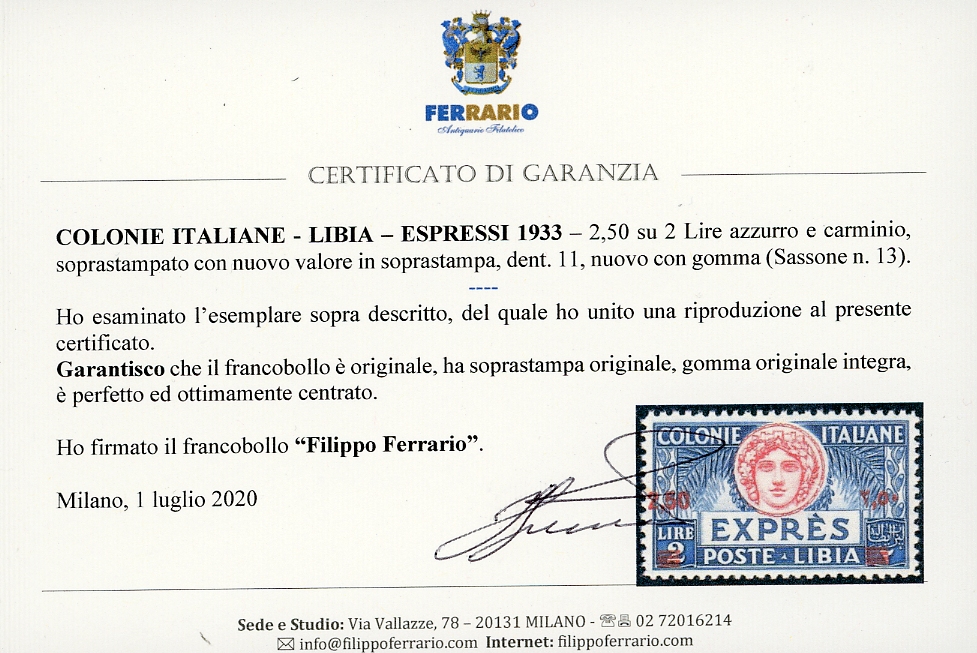 FERRARIO
Antiquario Filatelico
CERTIFICATO DI GARANZIA
COLONIE ITALIANE - LIBIA – ESPRESSI 1933 – 2,50 su 2 Lire azzurro e carminio,
soprastampato con nuovo valore in soprastampa, dent. 11, nuovo con gomma (Sassone n. 13).
----
Ho esaminato l’esemplare sopra descritto, del quale ho unito una riproduzione al presente
certificato.
Garantisco che il francobollo è originale, ha soprastampa originale, gomma originale integra,
è perfetto ed ottimamente centrato.
Ho firmato il francobollo “Filippo Ferrario”.
Milano, 1 luglio 2020
COLONIE ITALIANE
2,50
EXPRÈS
LIRE
2
POSTE - LIBIA
Sede e Studio: Via Vallazze, 78 – 20131 MILANO - ☎ 02 72016214
✉ info@filippoferrario.com Internet: filippoferrario.com